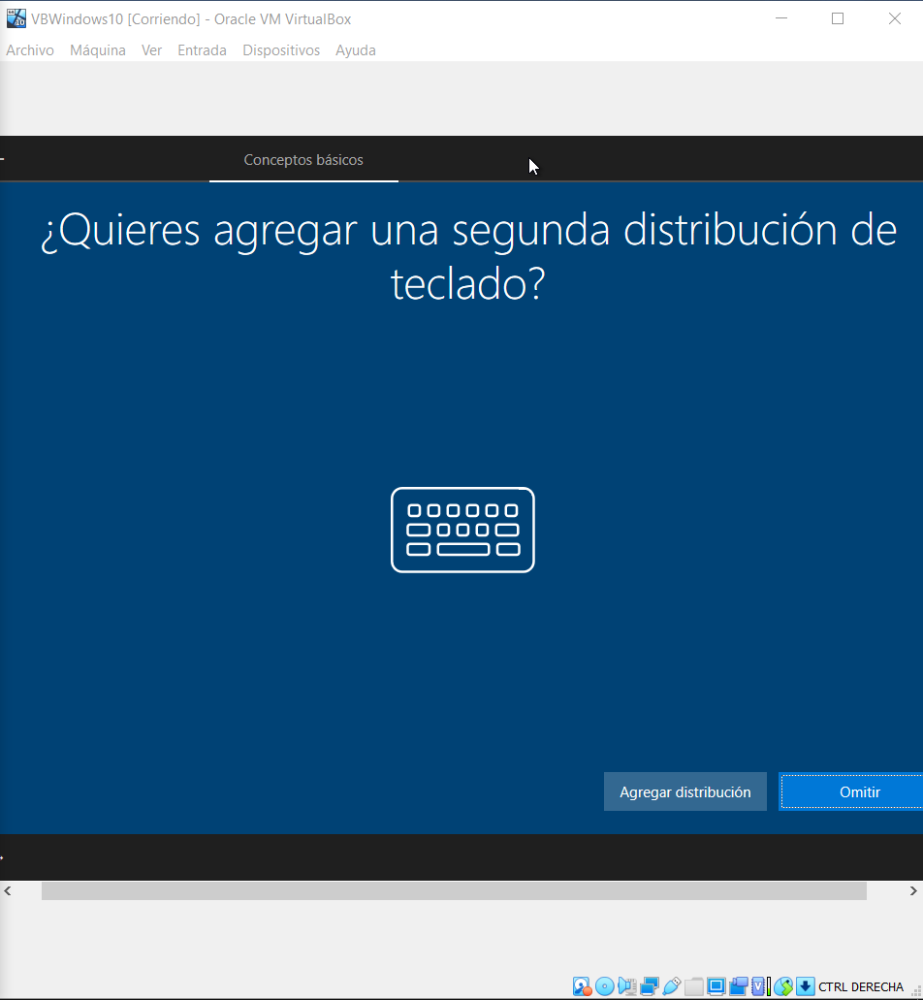 VBWindows10 [Corriendo] - Oracle VM VirtualBox
Archivo Máquina Ver Entrada Dispositivos Ayuda
Conceptos básicos
¿Quieres agregar una segunda distribución de
teclado?
Agregar distribución Omitir
CTRL DERECHA